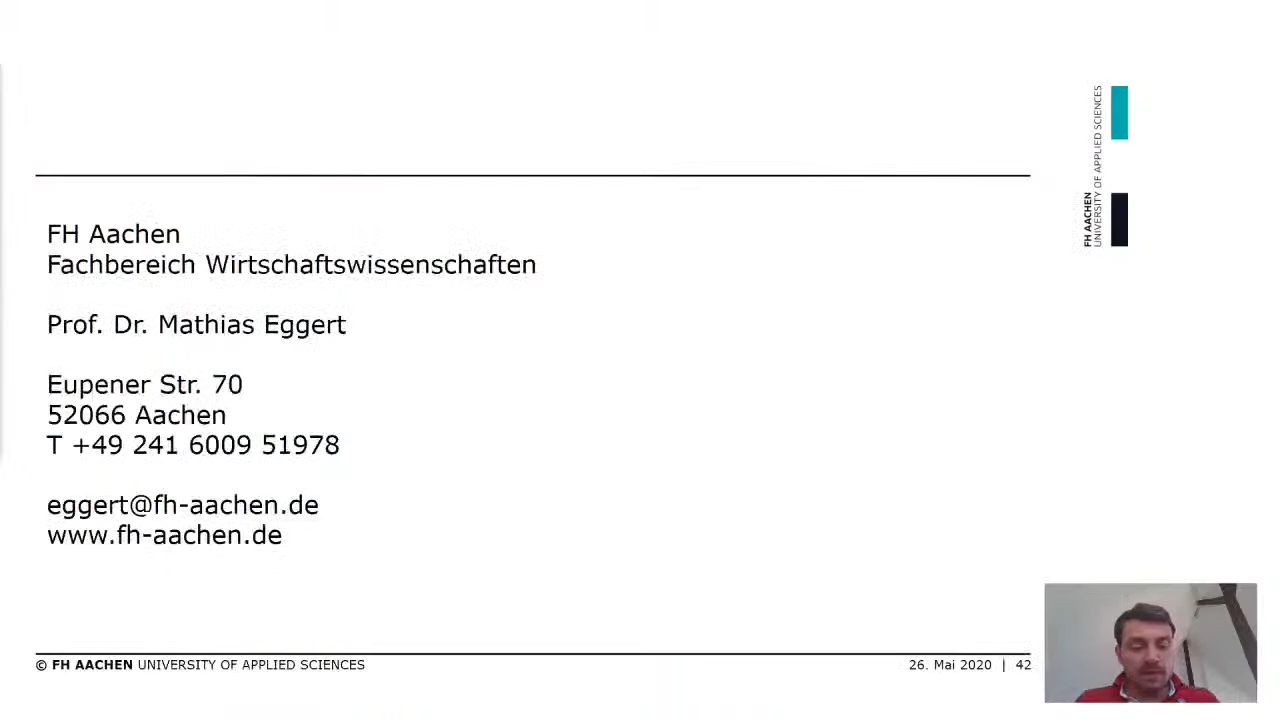 FH AACHEN
UNIVERSITY OF APPLIED SCIENCES
FH Aachen
Fachbereich Wirtschaftswissenschaften
Prof. Dr. Mathias Eggert
Eupener Str. 70
52066 Aachen
T +49 241 6009 51978
eggert@fh-aachen.de
www.fh-aachen.de
© FH AACHEN UNIVERSITY OF APPLIED SCIENCES
26. Mai 2020 | 42